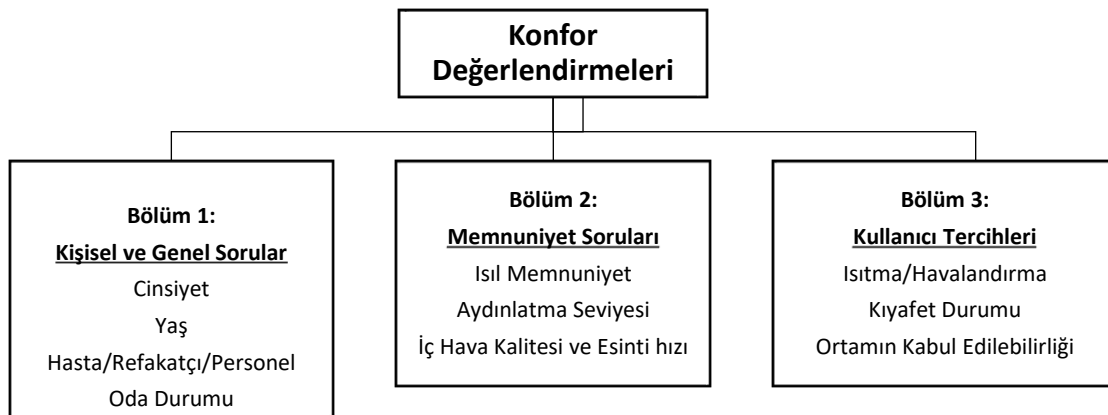 Konfor
Değerlendirmeleri
Bölüm 1:
Kişisel ve Genel Sorular
Cinsiyet
Yaş
Hasta/Refakatçı/Personel
Oda Durumu
Bölüm 2:
Memnuniyet Soruları
Isıl Memnuniyet
Aydınlatma Seviyesi
İç Hava Kalitesi ve Esinti hızı
Bölüm 3:
Kullanıcı Tercihleri
Isıtma/Havalandırma
Kıyafet Durumu
Ortamın Kabul Edilebilirliği